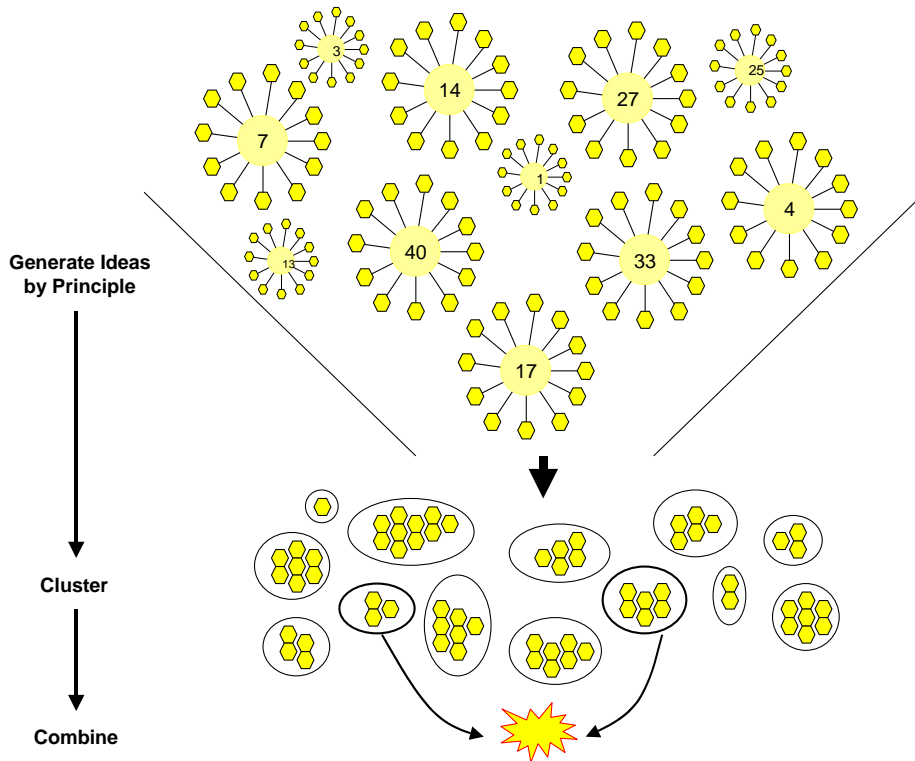 3
14
27
25
7
1
4
13
40
33
Generate Ideas
by Principle
17
Cluster
Combine